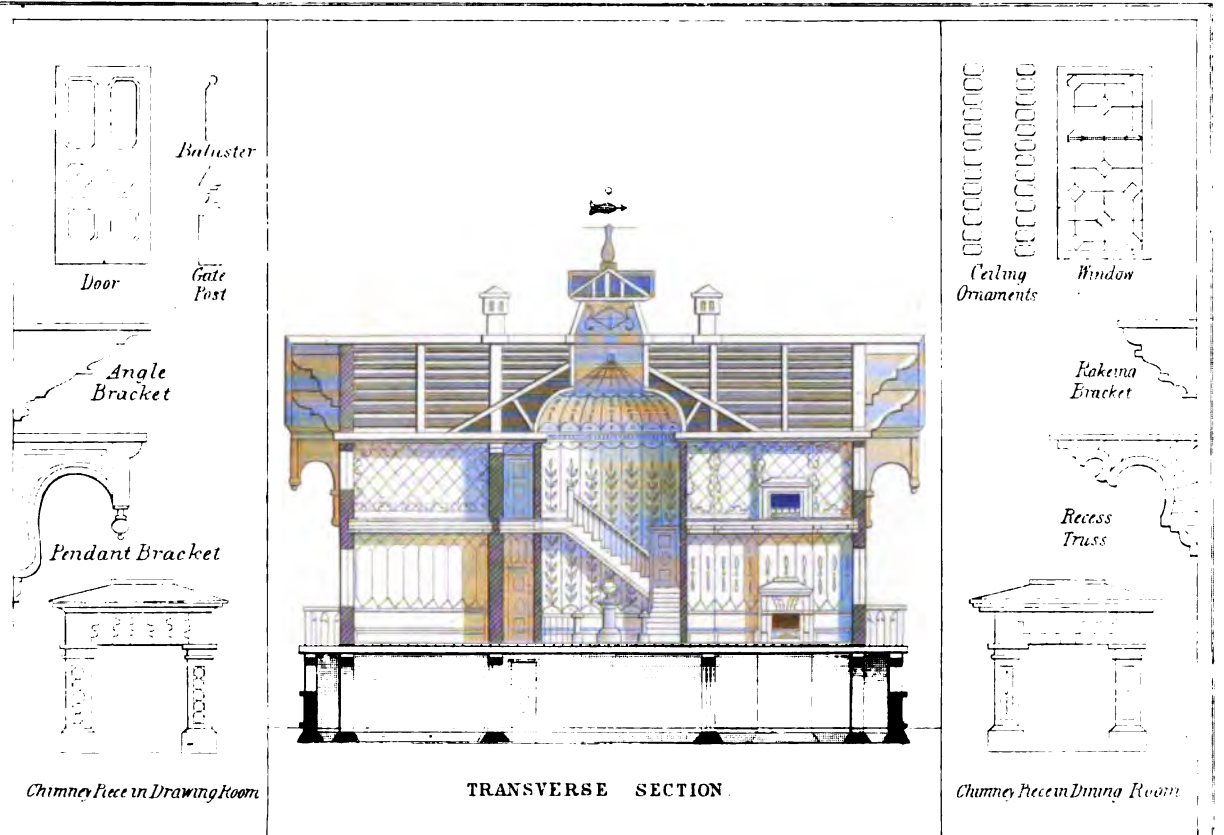 Baluster
Door
Gate
Post
Angle
Bracket
Pendant Bracket
Chimney Piece in Drawing Room
TRANSVERSE SECTION.
Ceiling
Ornaments
Window
Rakeing
Bracket
Recess
Truss
Chimney Piece in Dining Room